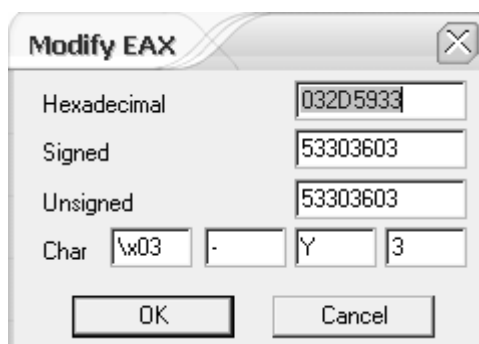 Modify EAX
Hexadecimal 032D5933
Signed 53303603
Unsigned 53303603
Char \x03 - Y 3
OK Cancel